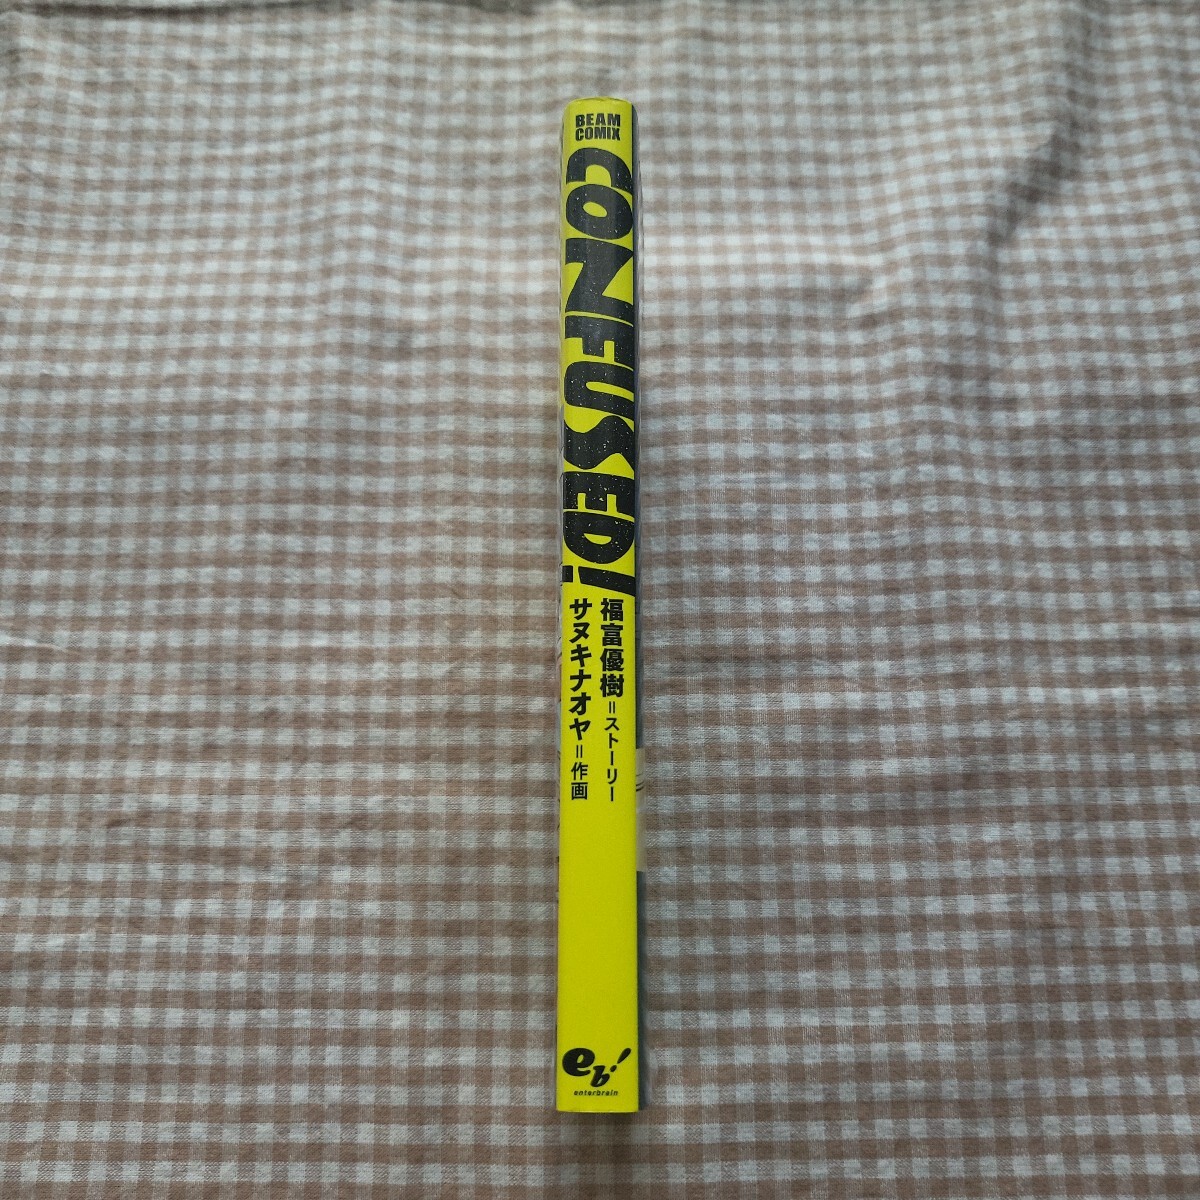 BEAM
COMIX
CONFUSED!
福富優樹=ストーリー
サヌキナオヤ=作画
eb!
enterbrain